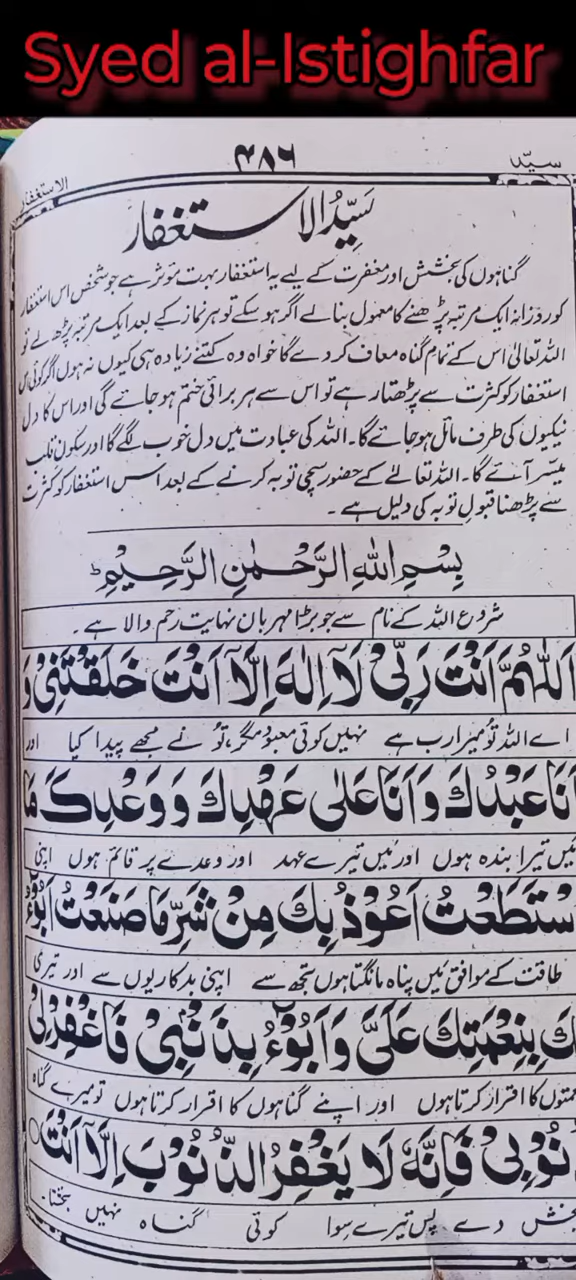 Syed al-Istighfar
سیّد
۴۸۶
الاستغفار
سَیِّدُ الاستغفار
گناہوں کی بخشش اور مغفرت کے لیے یہ استغفار بہت مؤثر ہے جو شخص اس استغفار
کو روزانہ ایک مرتبہ پڑھنے کا معمول بنالے اگر ہو سکے تو ہر نماز کے بعد ایک مرتبہ پڑھ لے تو
اللہ تعالیٰ اس کے تمام گناہ معاف کر دے گا خواہ وہ کتنے زیادہ ہی کیوں نہ ہوں اگر کوئی اس
استغفار کو کثرت سے پڑھتا رہے تو اس سے ہر برائی ختم ہو جائے گی اور اس کا دل
نیکیوں کی طرف مائل ہو جائے گا۔ اللہ کی عبادت میں دل خوب لگے گا اور سکون قلب
میسر آئے گا۔ اللہ تعالےٰ کے حضور سچی توبہ کرنے کے بعد اس استغفار کو کثرت
سے پڑھنا قبول توبہ کی دلیل ہے ۔
بِسْمِ اللهِ الرَّحْمٰنِ الرَّحِيْمِ ط
شروع اللہ کے نام سے جو بڑا مہربان نہایت رحم والا ہے ۔
اَللّٰهُمَّ اَنْتَ رَبِّىْ لَاۤ اِلٰهَ اِلَّاۤ اَنْتَ خَلَقْتَنِىْ وَ
اے اللہ تو میرا رب ہے نہیں کوئی معبود مگر، تو نے مجھے پیدا کیا اور
اَنَا عَبْدُكَ وَ اَنَا عَلٰى عَهْدِكَ وَ وَعْدِكَ مَا
میں تیرا بندہ ہوں اور میں تیرے عہد اور وعدے پر قائم ہوں اپنی
اسْتَطَعْتُ اَعُوْذُ بِكَ مِنْ شَرِّ مَا صَنَعْتُ اَبُوْٓءُ
طاقت کے موافق میں پناہ مانگتا ہوں تجھ سے اپنی بدکاریوں سے اور تیری
لَكَ بِنِعْمَتِكَ عَلَىَّ وَ اَبُوْٓءُ بِذَنْۢبِىْ فَاغْفِرْلِىْ
نعمتوں کا اقرار کرتا ہوں اور اپنے گناہوں کا اقرار کرتا ہوں تو میرے گناہ
ذُنُوْبِىْ فَاِنَّهٗ لَا يَغْفِرُ الذُّنُوْبَ اِلَّاۤ اَنْتَ ○
بخش دے پس تیرے سوا کوئی گناہ نہیں بخشتا۔